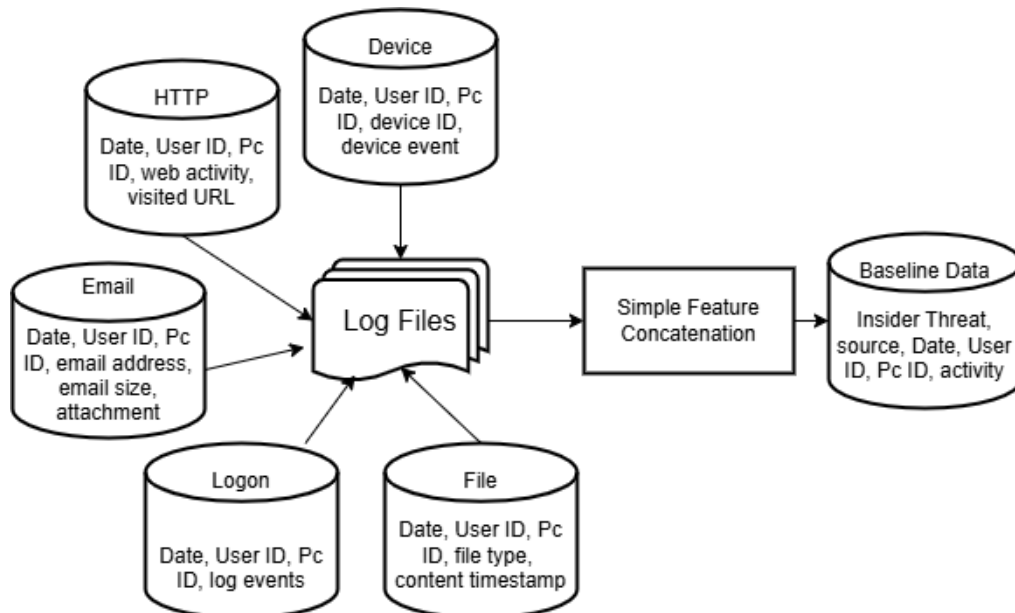 Device
Date, User ID, Pc
ID, device ID,
device event
HTTP
Date, User ID, Pc
ID, web activity,
visited URL
Email
Date, User ID, Pc
ID, email address,
email size,
attachment
Log Files
Simple Feature
Concatenation
Baseline Data
Insider Threat,
source, Date, User
ID, Pc ID, activity
Logon
Date, User ID, Pc
ID, log events
File
Date, User ID, Pc
ID, file type,
content timestamp